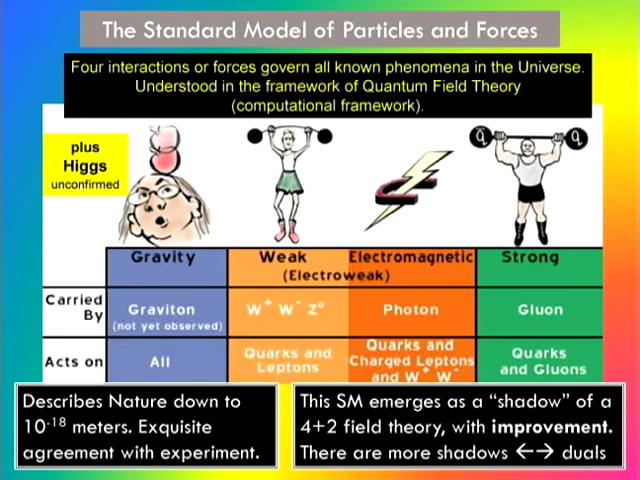 The Standard Model of Particles and Forces
Four interactions or forces govern all known phenomena in the Universe.
Understood in the framework of Quantum Field Theory
(computational framework).
plus
Higgs
unconfirmed
q q
Gravity Weak Electromagnetic Strong
(Electroweak)
Carried
By
Graviton
(not yet observed)
W⁺ W⁻ Z⁰
Photon
Gluon
Acts on
All
Quarks and
Leptons
Quarks and
Charged Leptons
and W⁺ W⁻
Quarks
and Gluons
Describes Nature down to
10⁻¹⁸ meters. Exquisite
agreement with experiment.
This SM emerges as a “shadow” of a
4+2 field theory, with improvement.
There are more shadows ←→ duals